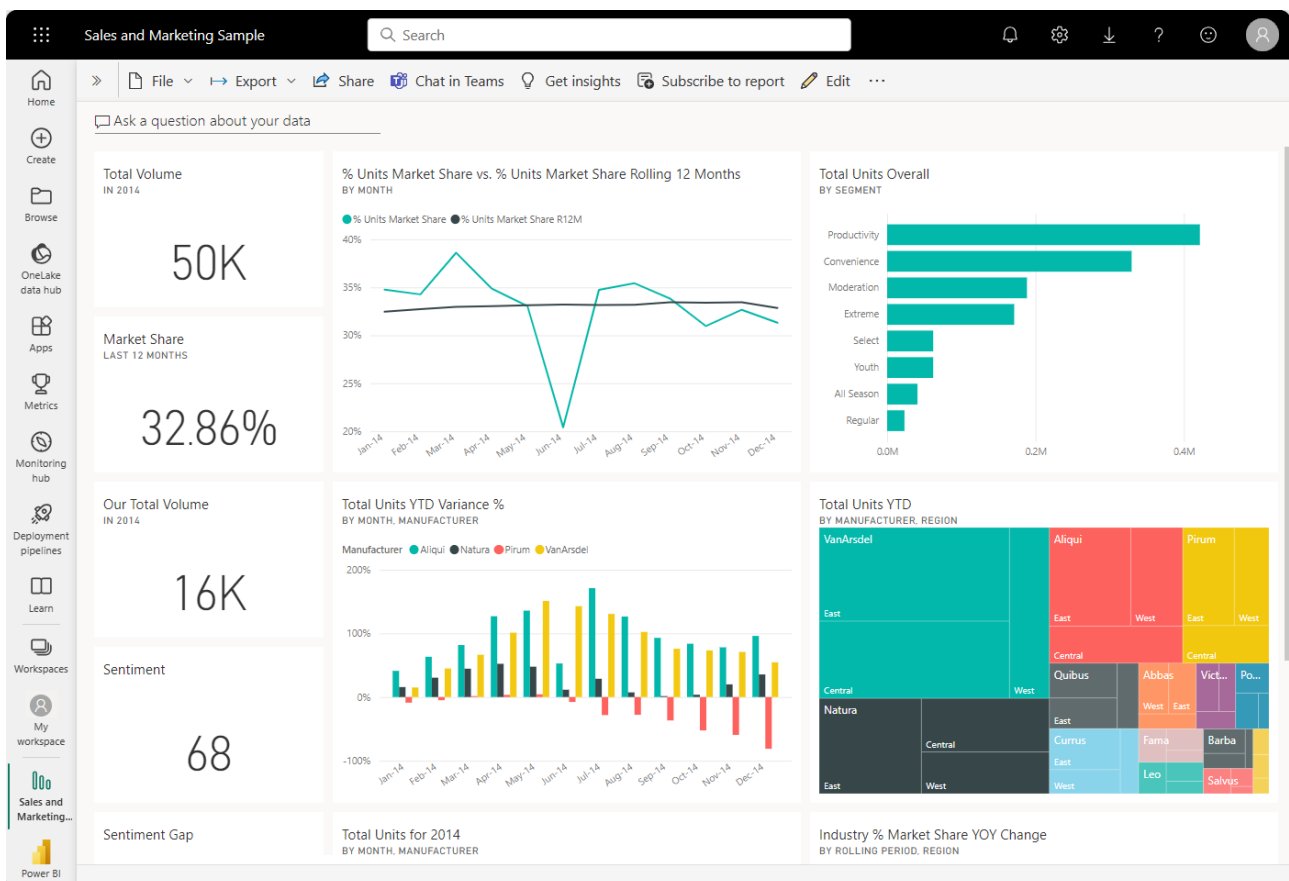 Sales and Marketing Sample
Search
Home
Create
Browse
OneLake
data hub
Apps
Metrics
Monitoring
hub
Deployment
pipelines
Learn
Workspaces
My
workspace
Sales and
Marketing...
Power BI
File
Export
Share
Chat in Teams
Get insights
Subscribe to report
Edit
Ask a question about your data
Total Volume
IN 2014
50K
Market Share
LAST 12 MONTHS
32.86%
Our Total Volume
IN 2014
16K
Sentiment
68
Sentiment Gap
% Units Market Share vs. % Units Market Share Rolling 12 Months
BY MONTH
% Units Market Share % Units Market Share R12M
40%
35%
30%
25%
20%
Jan-14 Feb-14 Mar-14 Apr-14 May-14 Jun-14 Jul-14 Aug-14 Sep-14 Oct-14 Nov-14 Dec-14
Total Units YTD Variance %
BY MONTH, MANUFACTURER
Manufacturer Aliqui Natura Pirum VanArsdel
200%
100%
0%
-100%
Jan-14 Feb-14 Mar-14 Apr-14 May-14 Jun-14 Jul-14 Aug-14 Sep-14 Oct-14 Nov-14 Dec-14
Total Units for 2014
BY MONTH, MANUFACTURER
Total Units Overall
BY SEGMENT
Productivity
Convenience
Moderation
Extreme
Select
Youth
All Season
Regular
0.0M 0.2M 0.4M
Total Units YTD
BY MANUFACTURER, REGION
VanArsdel
East
Central
West
Natura
East
Central
West
Aliqui
East
West
Central
Pirum
East
West
Central
Quibus
East
Currus
East
West
Abbas
West East
Fama
Leo
Vict...
Po...
Barba
Salvus
Industry % Market Share YOY Change
BY ROLLING PERIOD, REGION